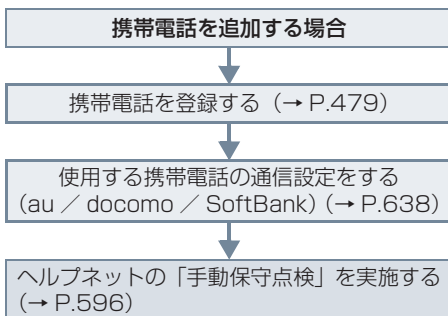 携帯電話を追加する場合
携帯電話を登録する（→ P.479）
使用する携帯電話の通信設定をする
（au ／ docomo ／ SoftBank）（→ P.638）
ヘルプネットの「手動保守点検」を実施する
（→ P.596）